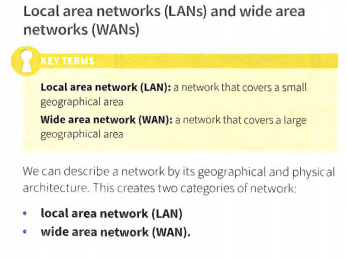 Local area networks (LANs) and wide area
networks (WANs)
KEY TERMS
Local area network (LAN): a network that covers a small
geographical area
Wide area network (WAN): a network that covers a large
geographical area
We can describe a network by its geographical and physical
architecture. This creates two categories of network:
• local area network (LAN)
• wide area network (WAN).